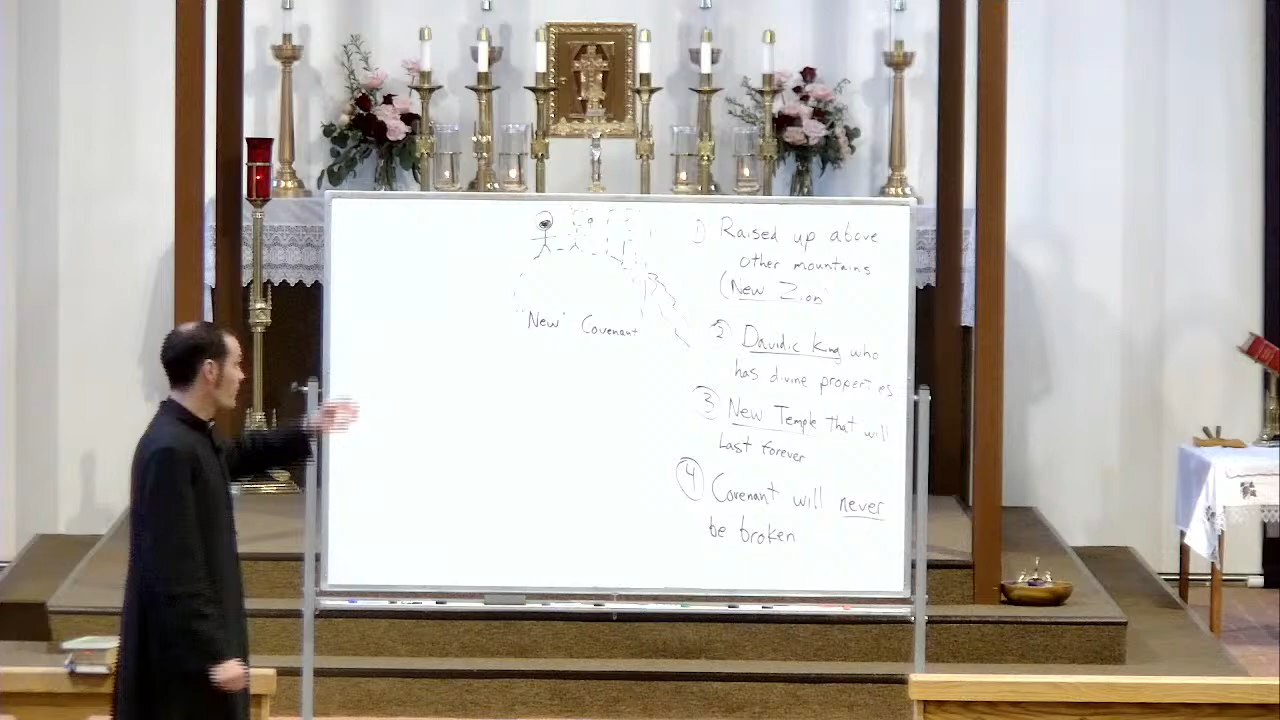 "New" Covenant
1) Raised up above
other mountains
(New Zion
2) Davidic King who
has divine properties
3) New Temple that will
Last forever
4) Covenant will never
be broken